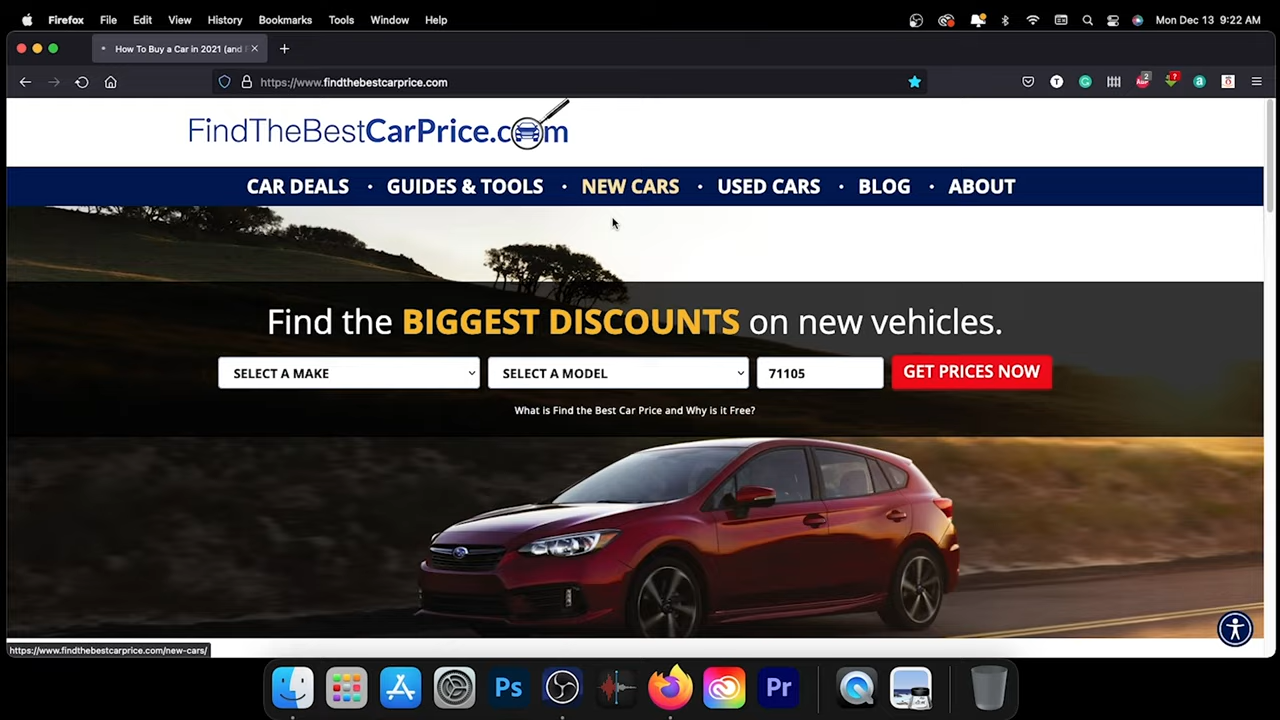 Firefox File Edit View History Bookmarks Tools Window Help Mon Dec 13 9:22 AM
How To Buy a Car in 2021 (and
https://www.findthebestcarprice.com
FindTheBestCarPrice.com
CAR DEALS · GUIDES & TOOLS · NEW CARS · USED CARS · BLOG · ABOUT
Find the BIGGEST DISCOUNTS on new vehicles.
SELECT A MAKE SELECT A MODEL 71105 GET PRICES NOW
What is Find the Best Car Price and Why is it Free?
https://www.findthebestcarprice.com/new-cars/
Ps Pr